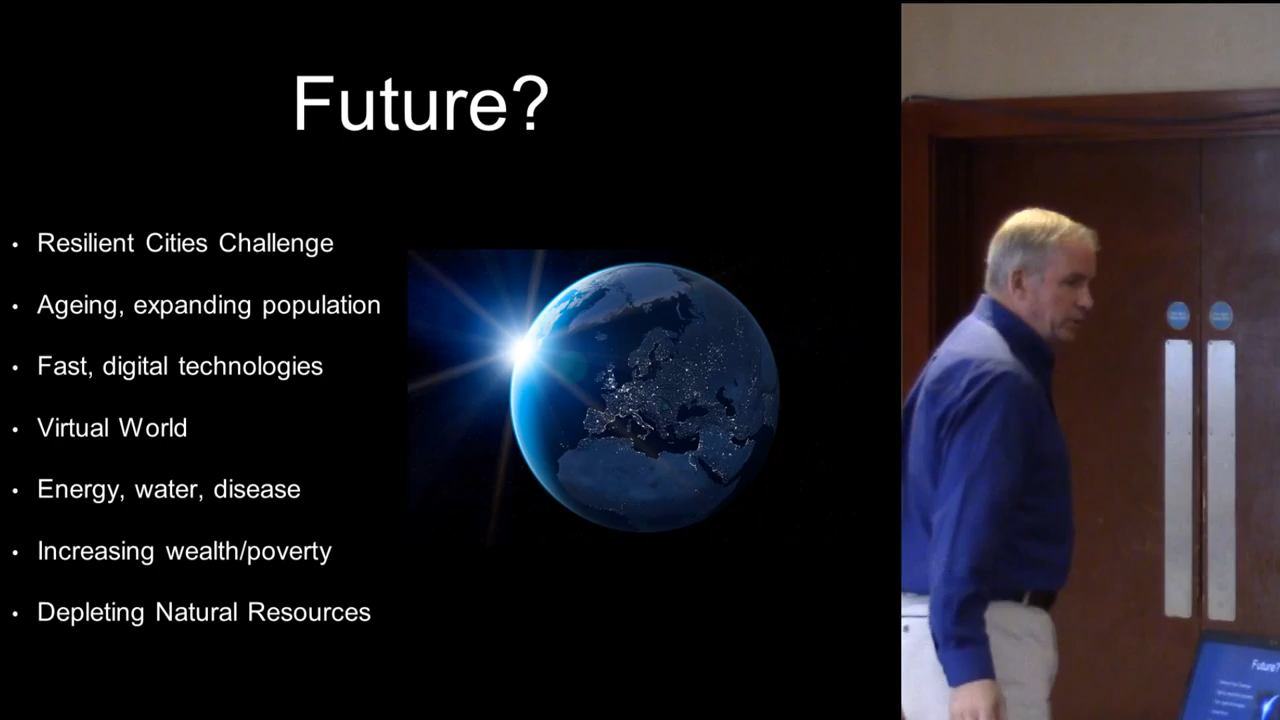 Future?
• Resilient Cities Challenge
• Ageing, expanding population
• Fast, digital technologies
• Virtual World
• Energy, water, disease
• Increasing wealth/poverty
• Depleting Natural Resources
Future?